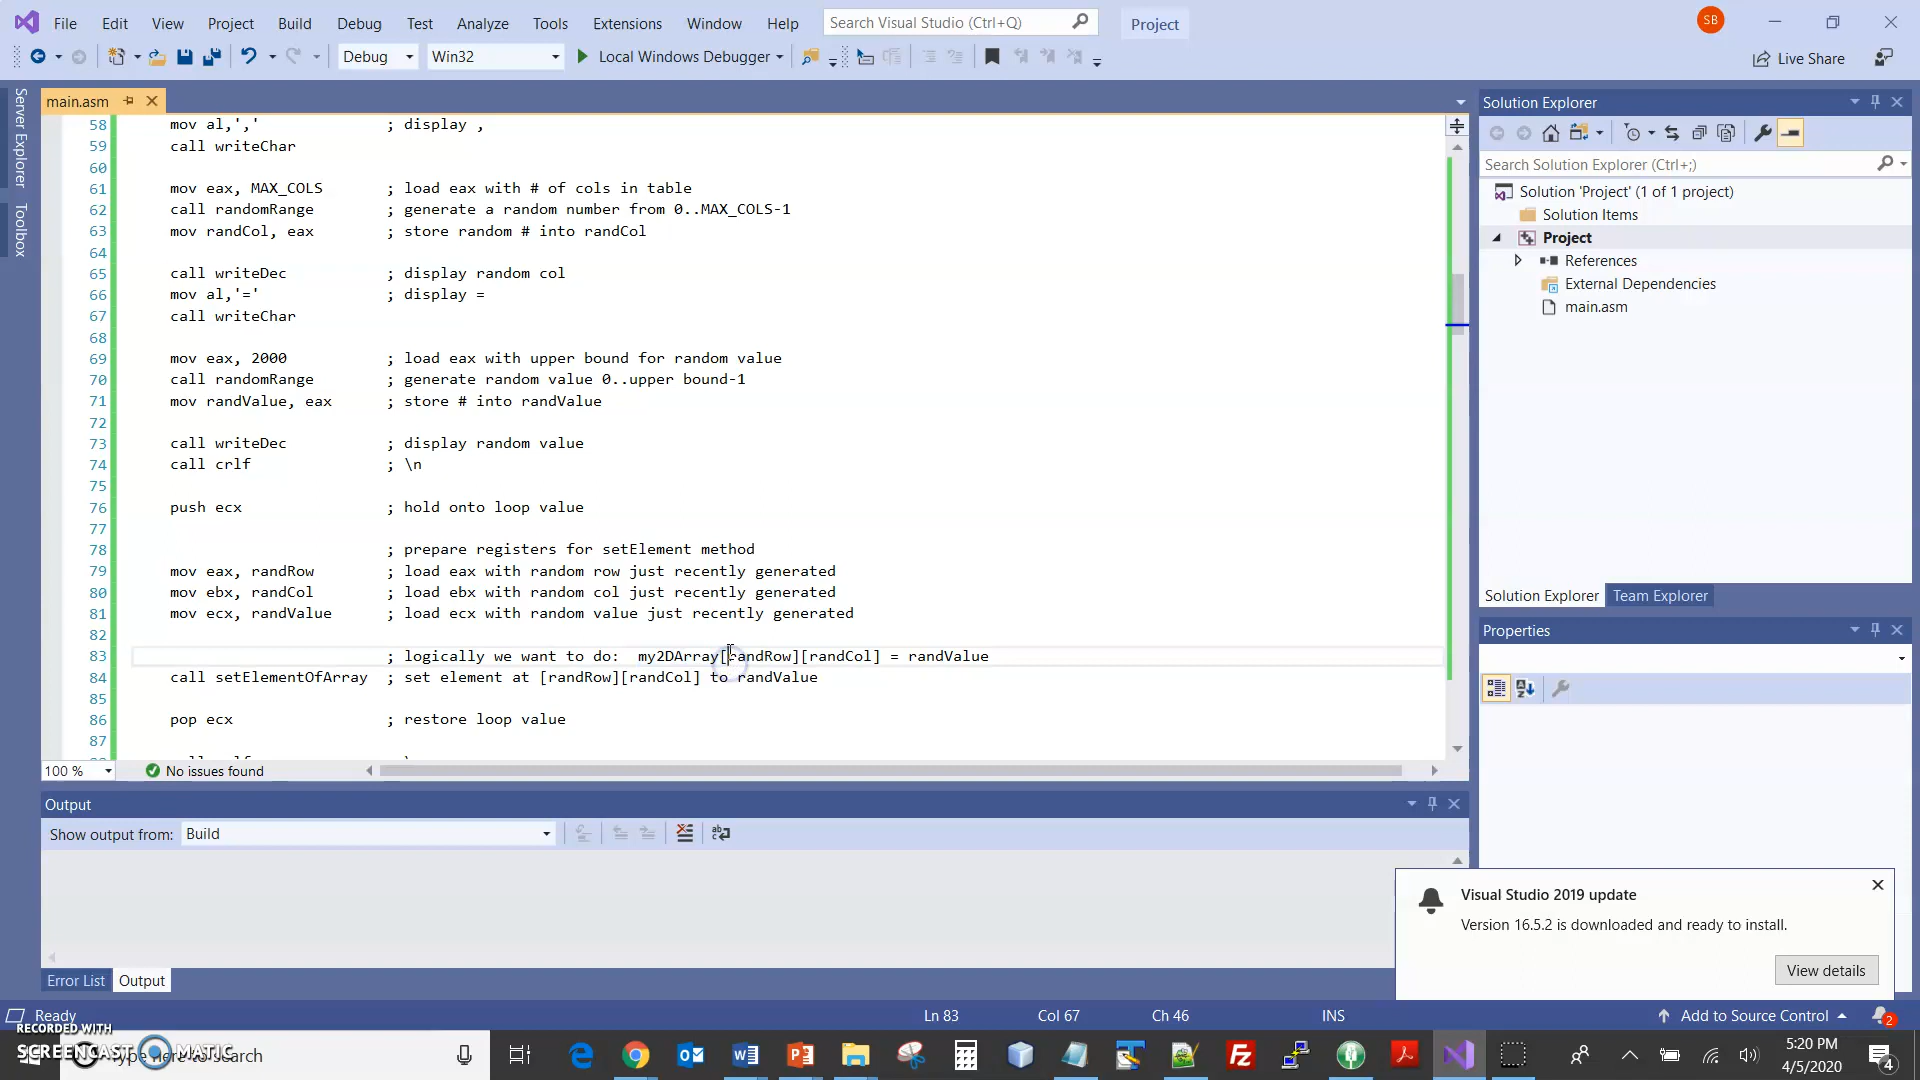 File Edit View Project Build Debug Test Analyze Tools Extensions Window Help Search Visual Studio (Ctrl+Q) Project SB
Debug Win32 Local Windows Debugger Live Share
Server Explorer
Toolbox
main.asm
58 mov al,',' ; display ,
59 call writeChar
60
61 mov eax, MAX_COLS ; load eax with # of cols in table
62 call randomRange ; generate a random number from 0..MAX_COLS-1
63 mov randCol, eax ; store random # into randCol
64
65 call writeDec ; display random col
66 mov al,'=' ; display =
67 call writeChar
68
69 mov eax, 2000 ; load eax with upper bound for random value
70 call randomRange ; generate random value 0..upper bound-1
71 mov randValue, eax ; store # into randValue
72
73 call writeDec ; display random value
74 call crlf ; \n
75
76 push ecx ; hold onto loop value
77
78 ; prepare registers for setElement method
79 mov eax, randRow ; load eax with random row just recently generated
80 mov ebx, randCol ; load ebx with random col just recently generated
81 mov ecx, randValue ; load ecx with random value just recently generated
82
83 ; logically we want to do: my2DArray[randRow][randCol] = randValue
84 call setElementOfArray ; set element at [randRow][randCol] to randValue
85
86 pop ecx ; restore loop value
87
100 % No issues found
Output
Show output from: Build
Error List Output
Solution Explorer
Search Solution Explorer (Ctrl+;)
Solution 'Project' (1 of 1 project)
Solution Items
Project
References
External Dependencies
main.asm
Solution Explorer Team Explorer
Properties
Visual Studio 2019 update
Version 16.5.2 is downloaded and ready to install.
View details
Ready Ln 83 Col 67 Ch 46 INS Add to Source Control 2
RECORDED WITH
SCREENCAST MATIC
Type here to search
5:20 PM
4/5/2020
4